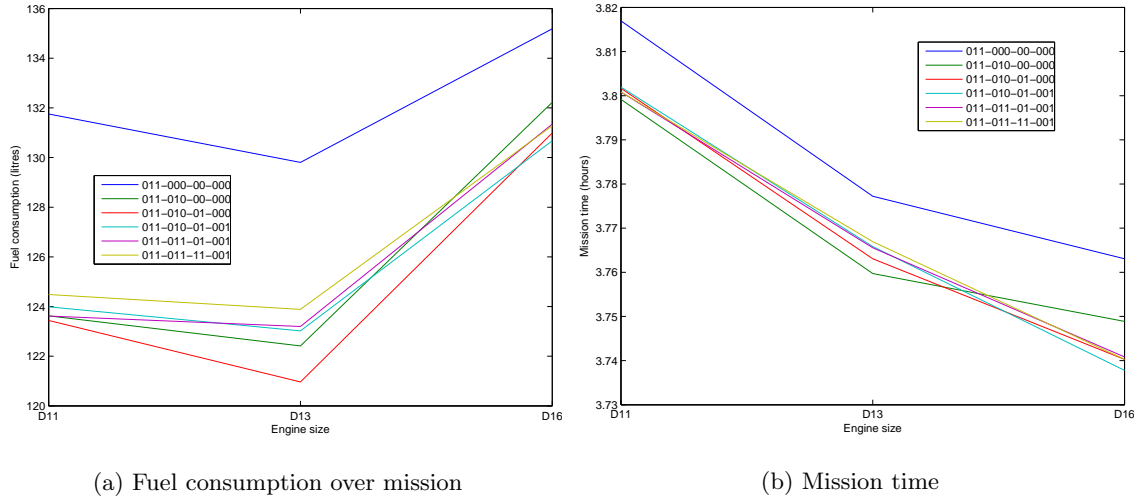 136
134
132
130
128
126
124
122
120
Fuel consumption (litres)
011−000−00−000
011−010−00−000
011−010−01−000
011−010−01−001
011−011−01−001
011−011−11−001
D11
D13
D16
Engine size
(a) Fuel consumption over mission
3.82
3.81
3.8
3.79
3.78
3.77
3.76
3.75
3.74
3.73
Mission time (hours)
011−000−00−000
011−010−00−000
011−010−01−000
011−010−01−001
011−011−01−001
011−011−11−001
D11
D13
D16
Engine size
(b) Mission time